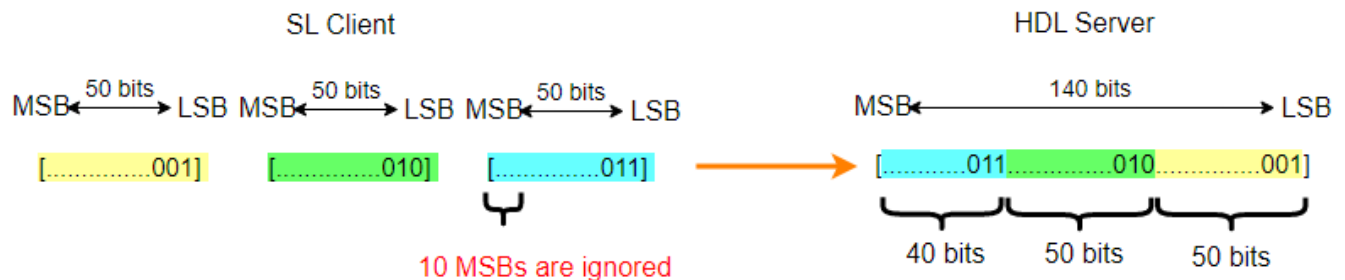 SL Client
HDL Server
50 bits
50 bits
50 bits
140 bits
MSB LSB MSB LSB MSB LSB
MSB LSB
[...............001]
[...............010]
[...............011]
[............011...............010...............001]
10 MSBs are ignored
40 bits
50 bits
50 bits